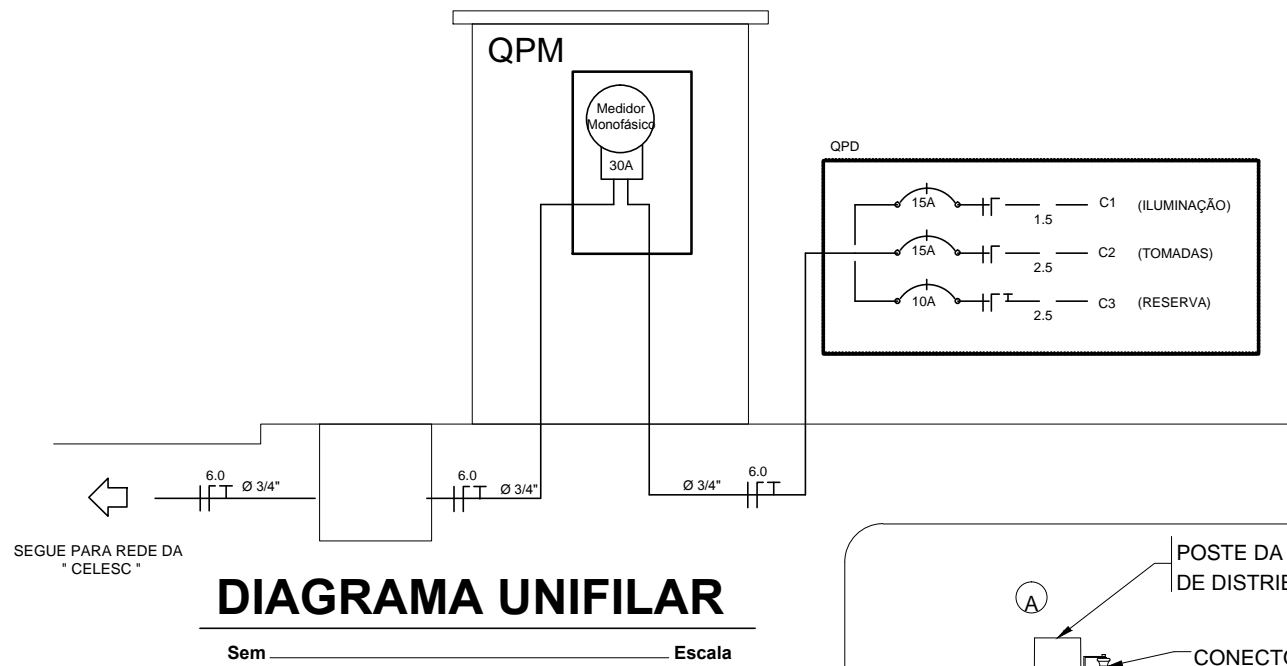 QPM
Medidor
Monofásico
30A
QPD
15A
1.5
C1
(ILUMINAÇÃO)
15A
2.5
C2
(TOMADAS)
10A
2.5
C3
(RESERVA)
6.0
Ø 3/4"
6.0
Ø 3/4"
Ø 3/4"
6.0
SEGUE PARA REDE DA
" CELESC "
DIAGRAMA UNIFILAR
Sem
Escala
A
POSTE DA
DE